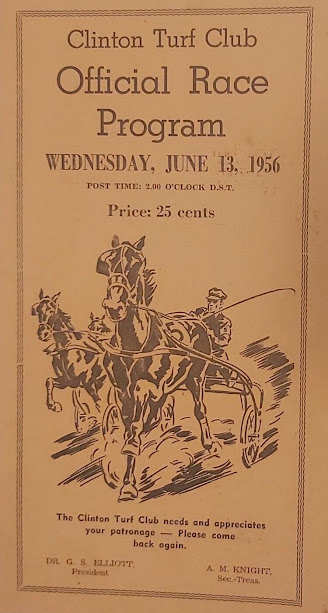 Clinton Turf Club
Official Race
Program
WEDNESDAY, JUNE 13, 1956
POST TIME: 2.00 O'CLOCK D.S.T.
Price: 25 cents
5
The Clinton Turf Club needs and appreciates
your patronage — Please come
back again.
DR. G. S. ELLIOTT, A. M. KNIGHT,
President Sec.-Treas.